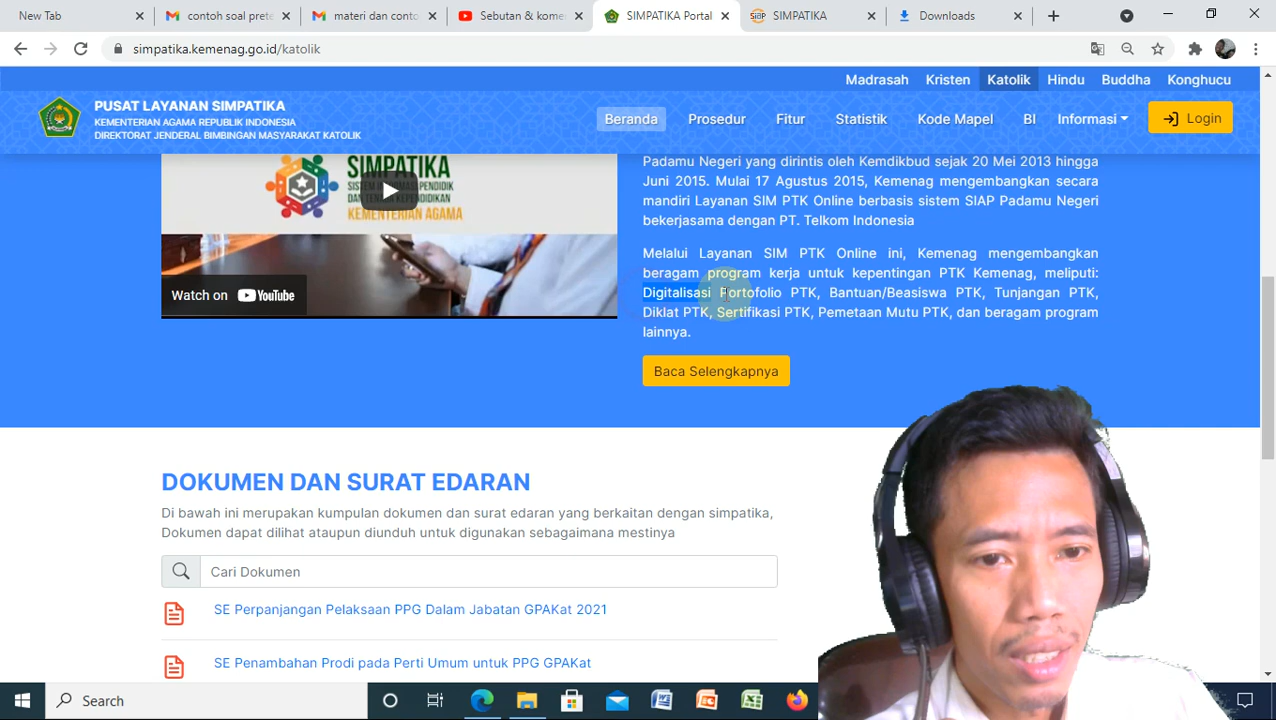 New Tab
contoh soal prete
materi dan conto
Sebutan & kome
SIMPATIKA Portal
SIMPATIKA
Downloads
simpatika.kemenag.go.id/katolik
Madrasah Kristen Katolik Hindu Buddha Konghucu
PUSAT LAYANAN SIMPATIKA
KEMENTERIAN AGAMA REPUBLIK INDONESIA
DIREKTORAT JENDERAL BIMBINGAN MASYARAKAT KATOLIK
Beranda Prosedur Fitur Statistik Kode Mapel BI Informasi Login
SIMPATIKA
KEMENTERIAN AGAMA
Watch on YouTube
Padamu Negeri yang dirintis oleh Kemdikbud sejak 20 Mei 2013 hingga
Juni 2015. Mulai 17 Agustus 2015, Kemenag mengembangkan secara
mandiri Layanan SIM PTK Online berbasis sistem SIAP Padamu Negeri
bekerjasama dengan PT. Telkom Indonesia
Melalui Layanan SIM PTK Online ini, Kemenag mengembangkan
beragam program kerja untuk kepentingan PTK Kemenag, meliputi:
Digitalisasi Portofolio PTK, Bantuan/Beasiswa PTK, Tunjangan PTK,
Diklat PTK, Sertifikasi PTK, Pemetaan Mutu PTK, dan beragam program
lainnya.
Baca Selengkapnya
DOKUMEN DAN SURAT EDARAN
Di bawah ini merupakan kumpulan dokumen dan surat edaran yang berkaitan dengan simpatika,
Dokumen dapat dilihat ataupun diunduh untuk digunakan sebagaimana mestinya
Cari Dokumen
SE Perpanjangan Pelaksaan PPG Dalam Jabatan GPAKat 2021
SE Penambahan Prodi pada Perti Umum untuk PPG GPAKat
Search